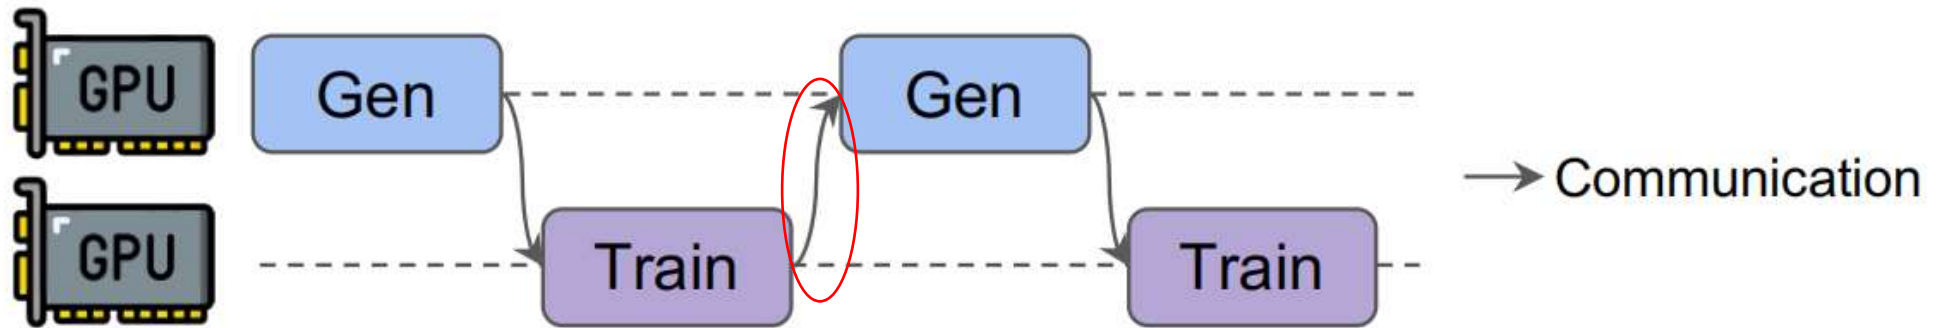 GPU
Gen
Gen
GPU
Train
Train
Communication